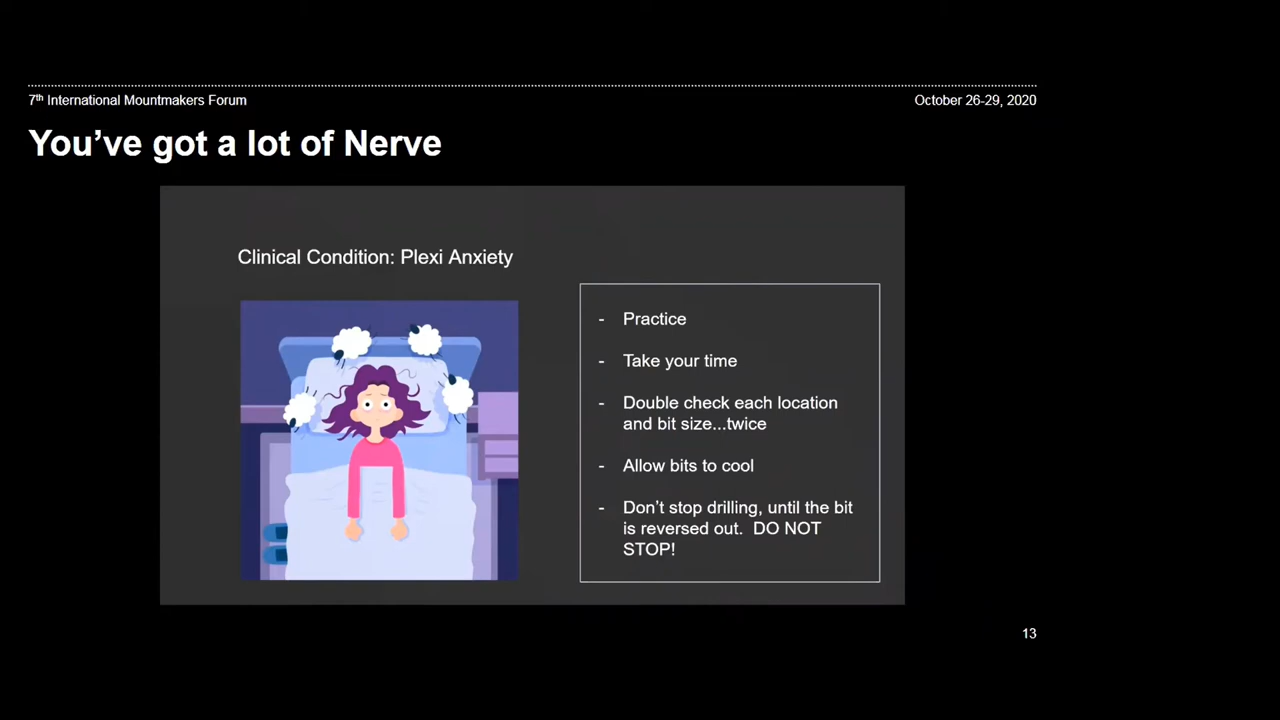 7th International Mountmakers Forum
October 26-29, 2020
You've got a lot of Nerve
Clinical Condition: Plexi Anxiety
- Practice
- Take your time
- Double check each location
and bit size...twice
- Allow bits to cool
- Don't stop drilling, until the bit
is reversed out.  DO NOT
STOP!
13